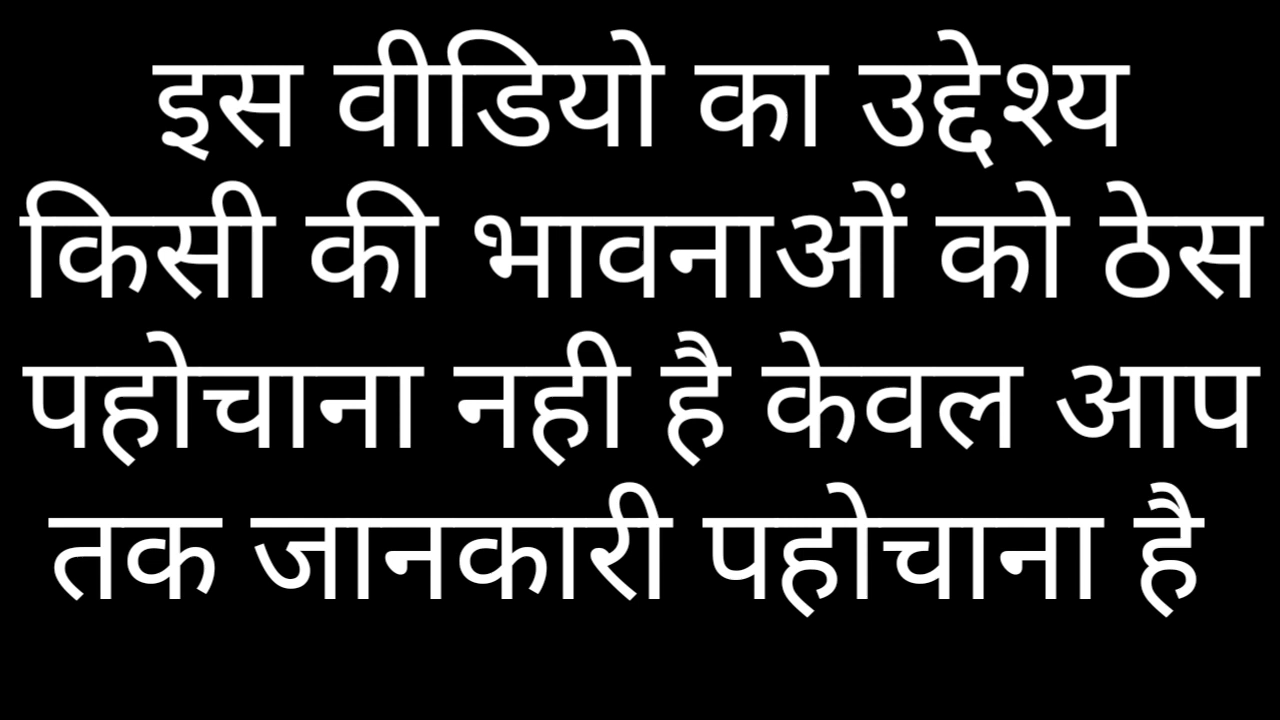 इस वीडियो का उद्देश्य
किसी की भावनाओं को ठेस
पहोचाना नही है केवल आप
तक जानकारी पहोचाना है